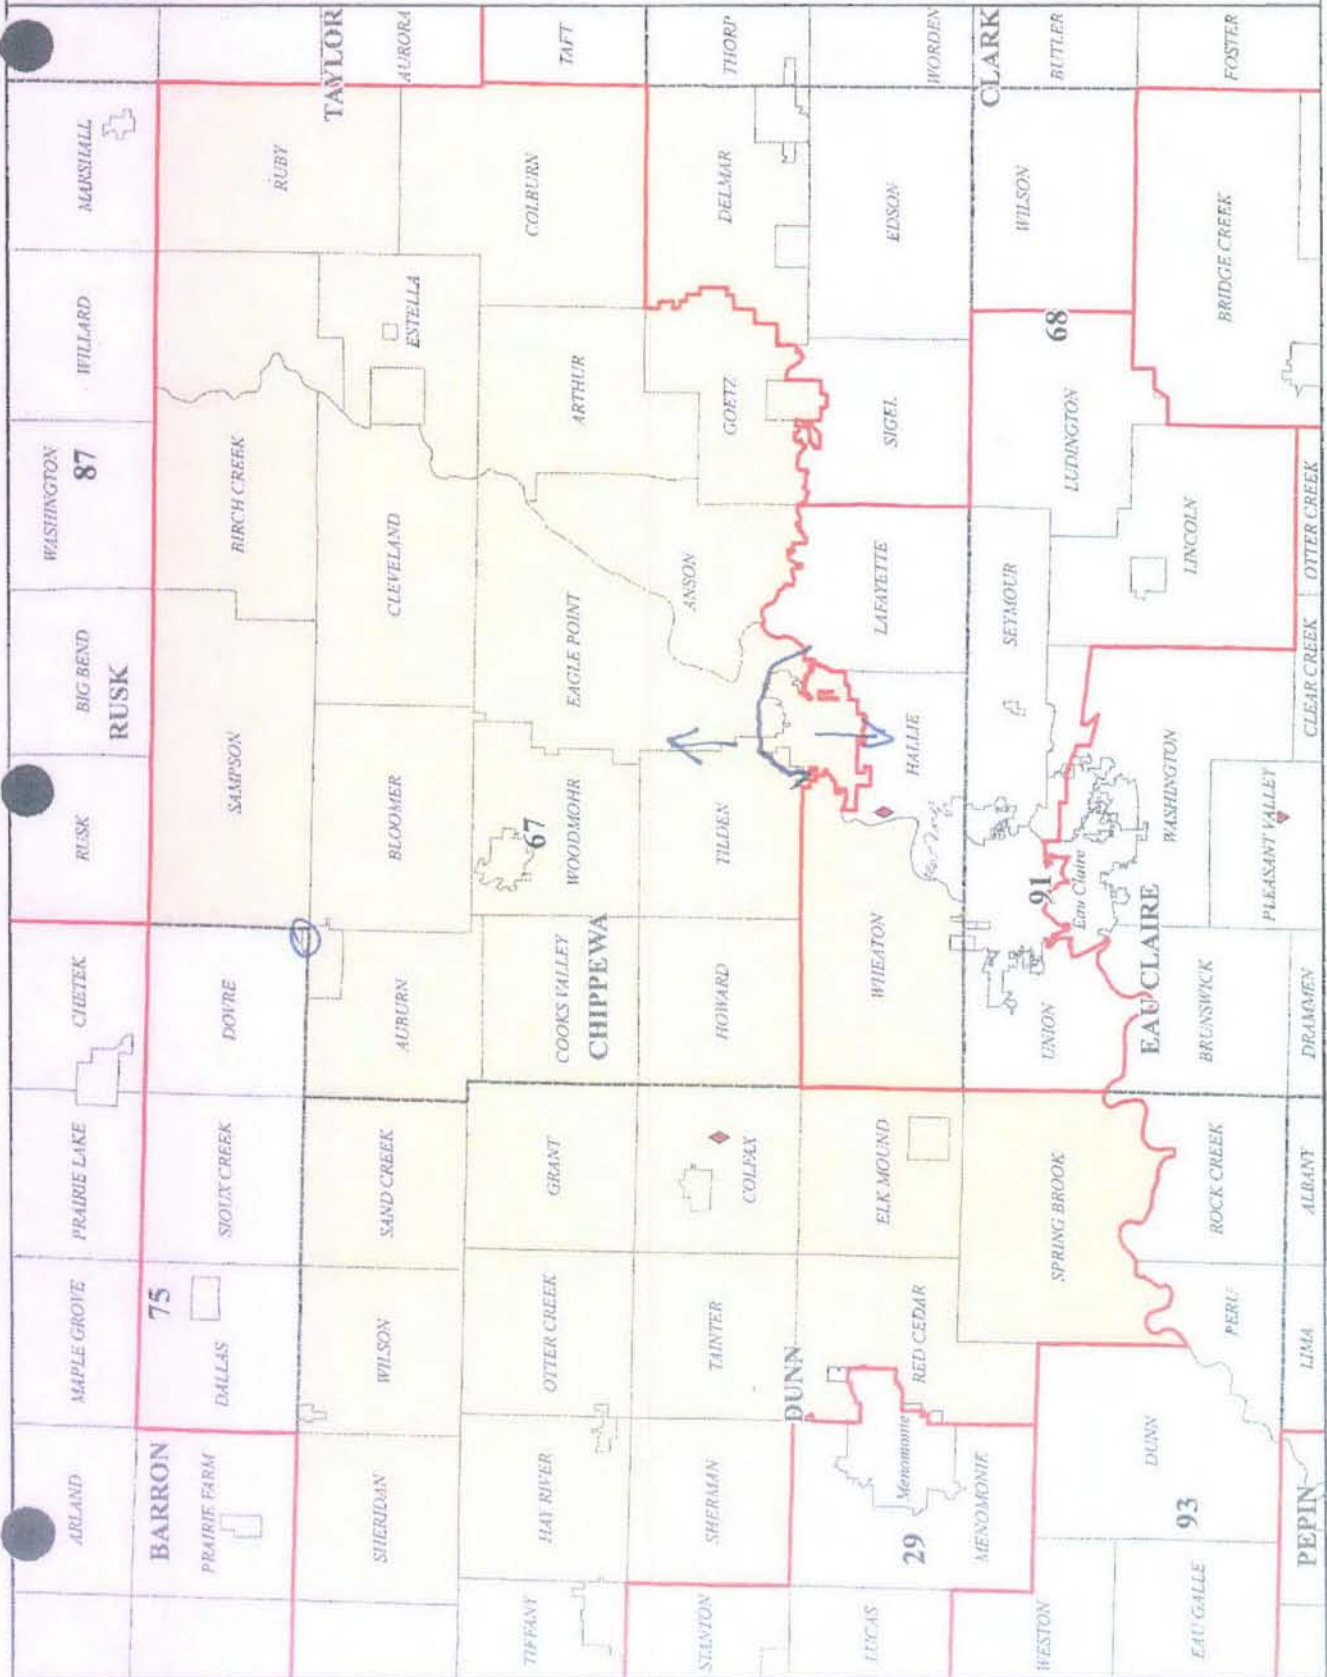 ARLAND
MAPLE GROVE
PRAIRIE LAKE
CHETEK
RUSK
BIG BEND
RUSK
WASHINGTON
87
WILLARD
MARSHALL
BARRON
PRAIRIE FARM
75
DALLAS
SIOUX CREEK
DOVRE
SAMPSON
BIRCH CREEK
RUBY
TAYLOR
SHERIDAN
WILSON
SAND CREEK
AUBURN
BLOOMER
CLEVELAND
ESTELLA
AURORA
TIFFANY
HAY RIVER
OTTER CREEK
GRANT
COOKS VALLEY
CHIPPEWA
WOODMOHR
67
EAGLE POINT
ARTHUR
COLBURN
TAFT
STANTON
SHERMAN
TAINTER
COLFAX
HOWARD
TILDEN
ANSON
GOETZ
DELMAR
THORP
DUNN
LUCAS
29
Menomonie
MENOMONIE
RED CEDAR
ELK MOUND
WHEATON
HALLIE
LAFAYETTE
SIGEL
EDSON
WORDEN
CLARK
WESTON
SPRING BROOK
UNION
91
Eau Claire
SEYMOUR
LUDINGTON
68
WILSON
BUTLER
EAU CLAIRE
EAU GALLE
93
DUNN
PERU
ROCK CREEK
BRUNSWICK
WASHINGTON
LINCOLN
BRIDGE CREEK
FOSTER
PLEASANT VALLEY
PEPIN
LIMA
ALBANY
DRAMMEN
CLEAR CREEK
OTTER CREEK